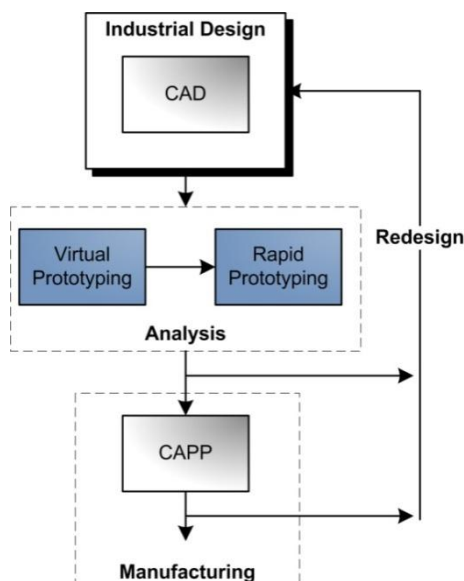 Industrial Design
CAD
Redesign
Virtual
Prototyping
Rapid
Prototyping
Analysis
CAPP
Manufacturing